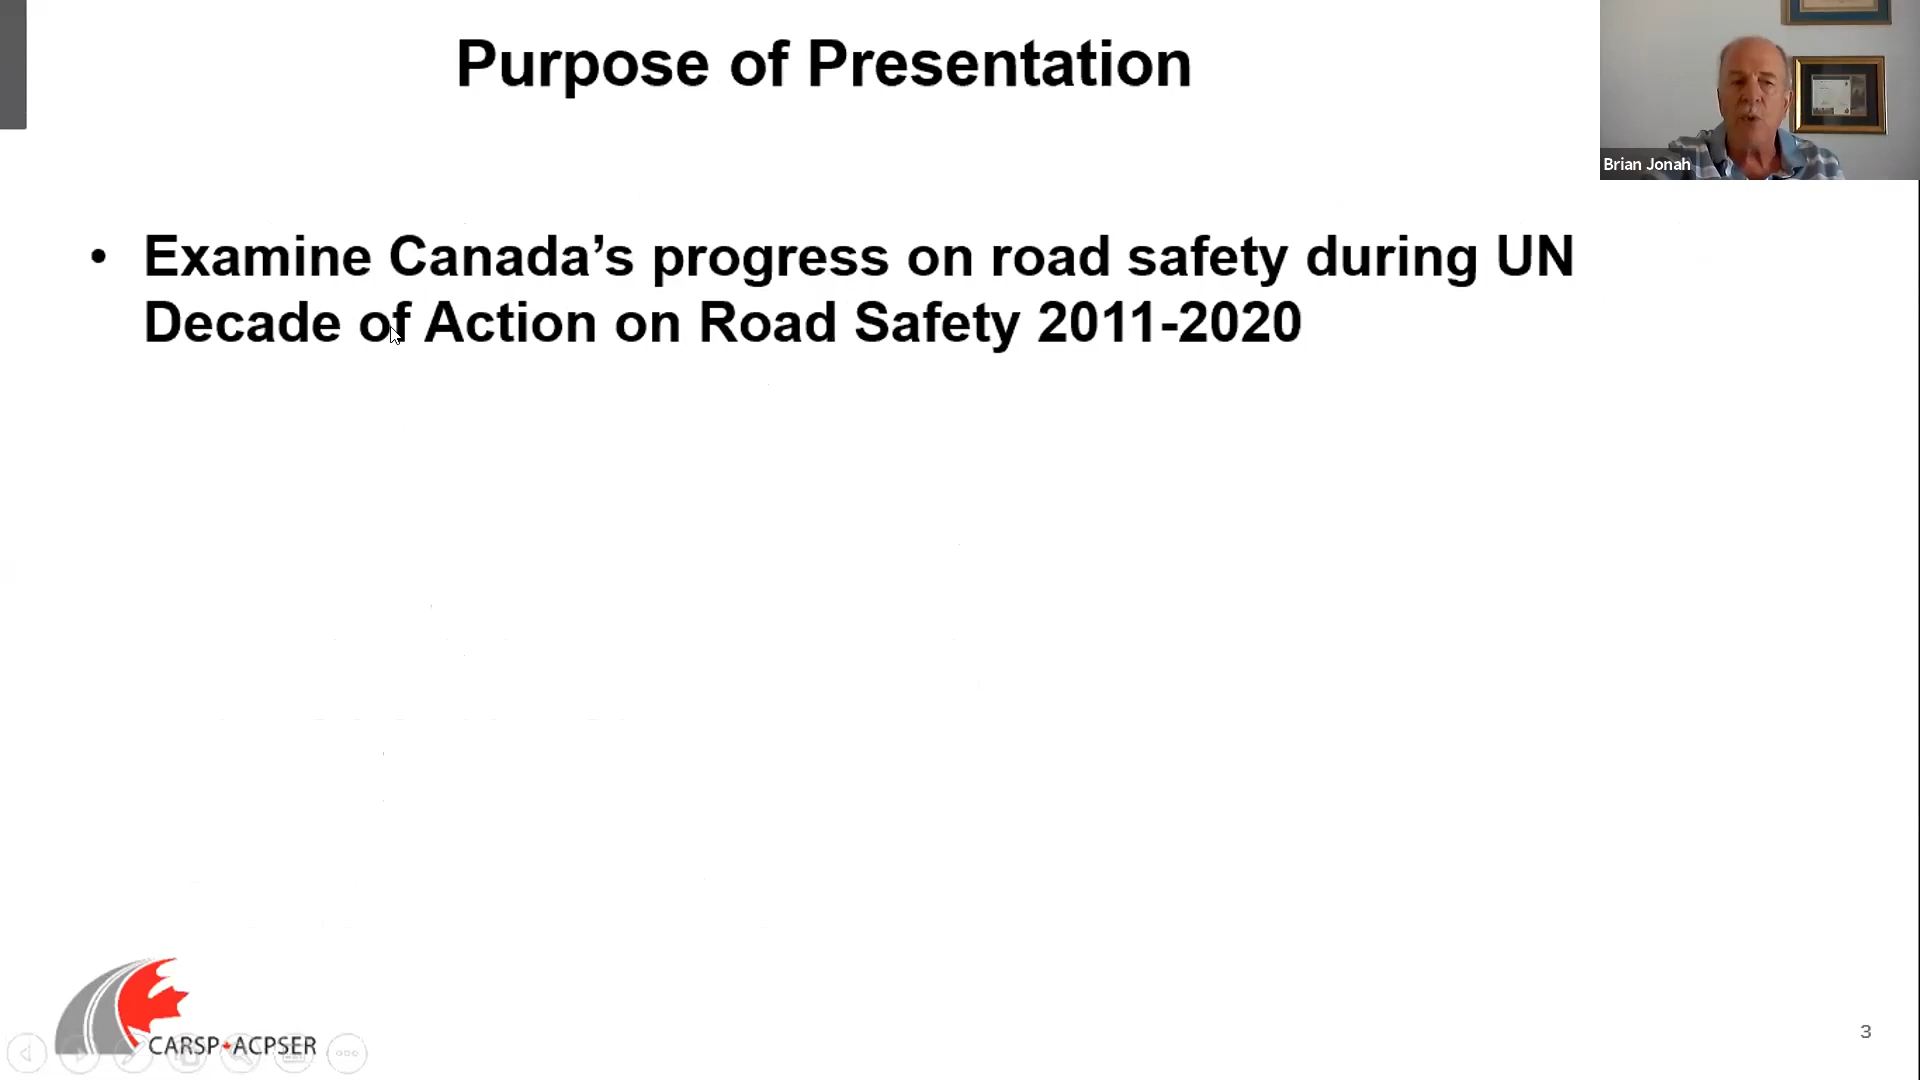 Purpose of Presentation
Brian Jonah
• Examine Canada’s progress on road safety during UN
Decade of Action on Road Safety 2011-2020
CARSP ACPSER
3